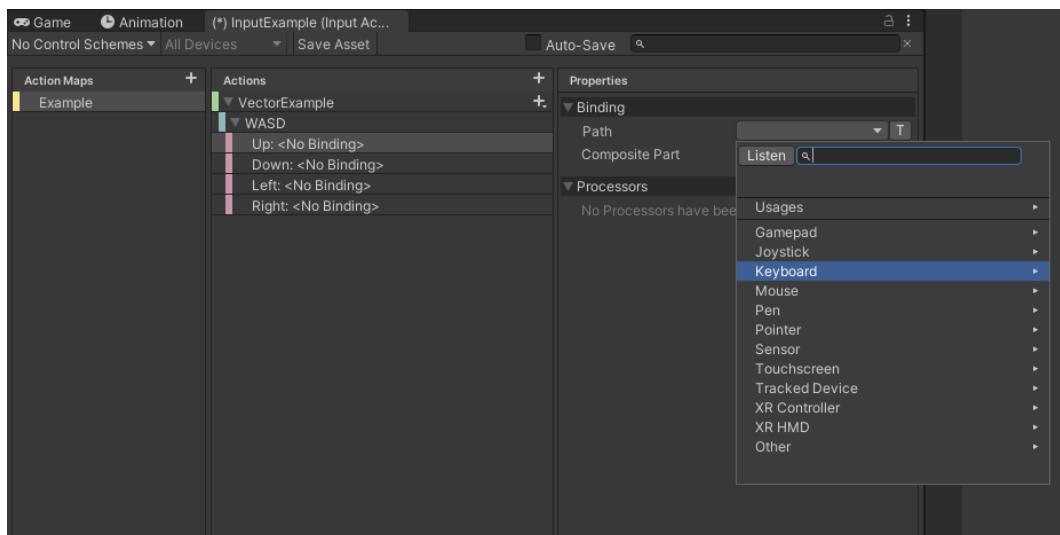 Game Animation (*) InputExample (Input Ac...
No Control Schemes All Devices Save Asset Auto-Save
Action Maps + Actions + Properties
Example
VectorExample +
WASD
Up: <No Binding>
Down: <No Binding>
Left: <No Binding>
Right: <No Binding>
Binding
Path T
Composite Part
Processors
No Processors have bee
Listen
Usages
Gamepad
Joystick
Keyboard
Mouse
Pen
Pointer
Sensor
Touchscreen
Tracked Device
XR Controller
XR HMD
Other